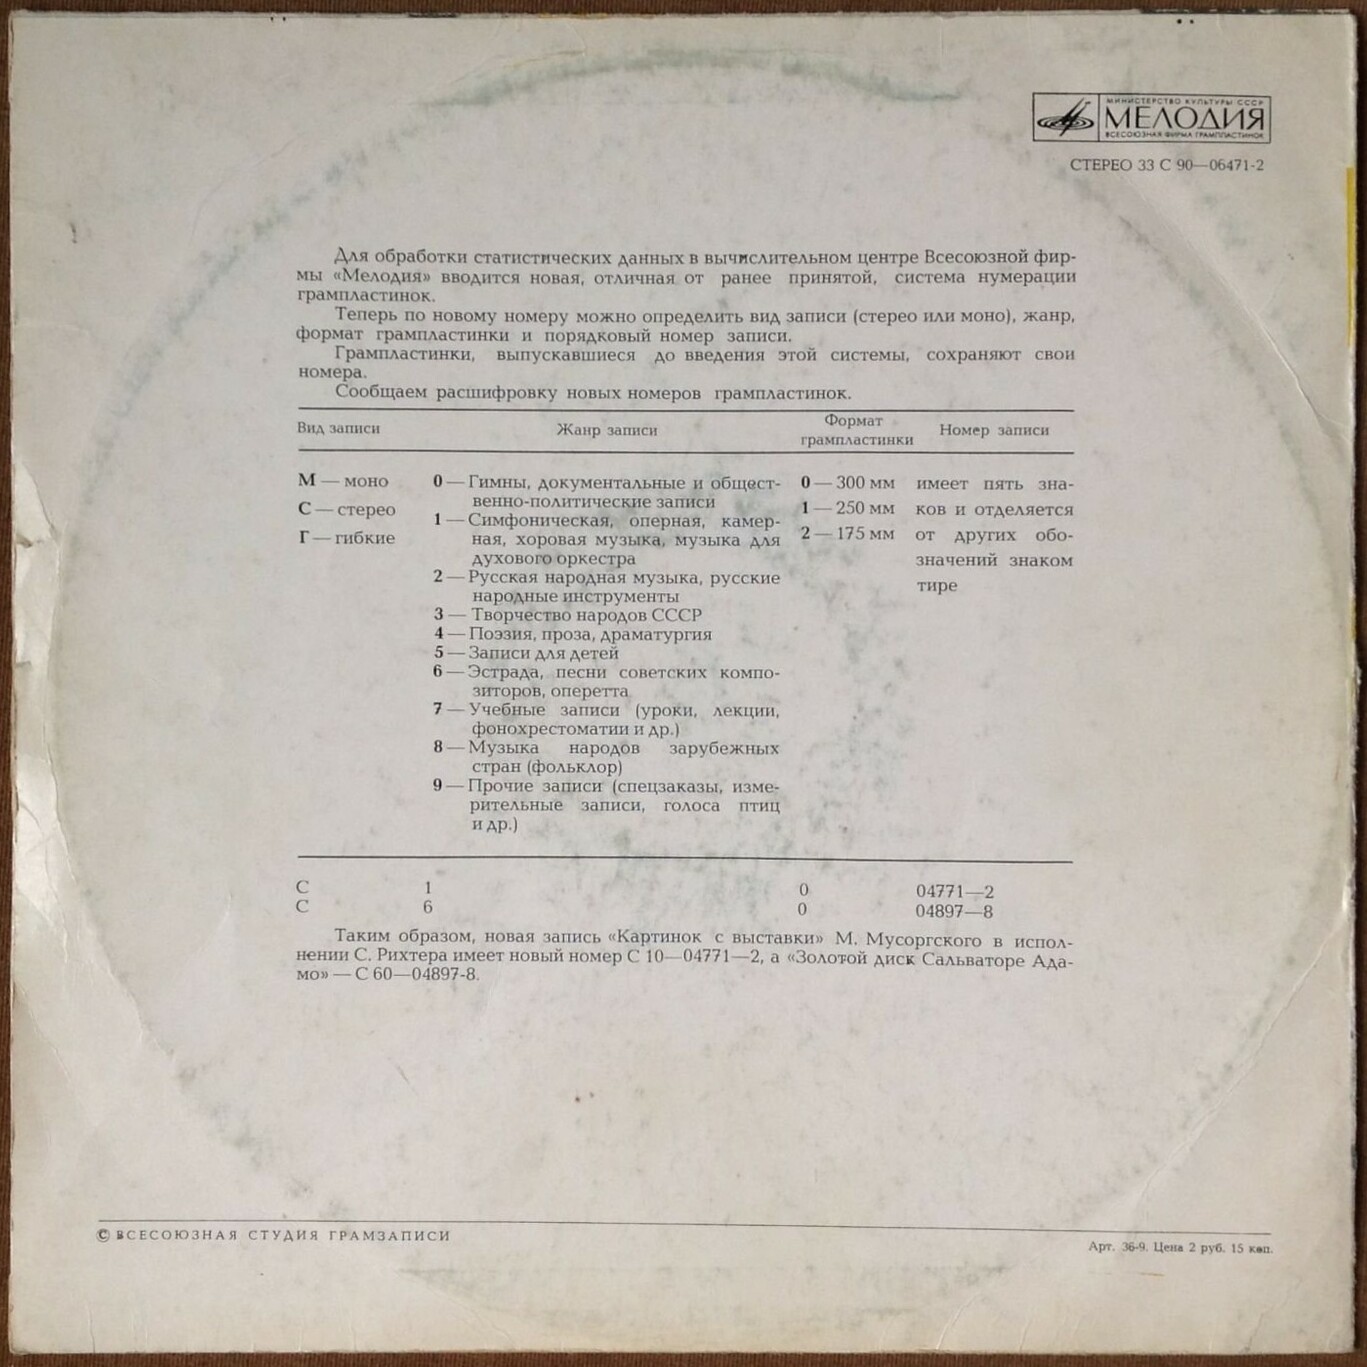 МИНИСТЕРСТВО КУЛЬТУРЫ СССР
МЕЛОДИЯ
ВСЕСОЮЗНАЯ ФИРМА ГРАМПЛАСТИНОК
СТЕРЕО 33 С 90—06471-2
Для обработки статистических данных в вычислительном центре Всесоюзной фир-
мы «Мелодия» вводится новая, отличная от ранее принятой, система нумерации
грампластинок.
Теперь по новому номеру можно определить вид записи (стерео или моно), жанр,
формат грампластинки и порядковый номер записи.
Грампластинки, выпускавшиеся до введения этой системы, сохраняют свои
номера.
Сообщаем расшифровку новых номеров грампластинок.
Вид записи
Жанр записи
Формат
грампластинки
Номер записи
М — моно
С — стерео
Г — гибкие
0 — Гимны, документальные и общест-
венно-политические записи
1 — Симфоническая, оперная, камер-
ная, хоровая музыка, музыка для
духового оркестра
2 — Русская народная музыка, русские
народные инструменты
3 — Творчество народов СССР
4 — Поэзия, проза, драматургия
5 — Записи для детей
6 — Эстрада, песни советских компо-
зиторов, оперетта
7 — Учебные записи (уроки, лекции,
фонохрестоматии и др.)
8 — Музыка народов зарубежных
стран (фольклор)
9 — Прочие записи (спецзаказы, изме-
рительные записи, голоса птиц
и др.)
0 — 300 мм
1 — 250 мм
2 — 175 мм
имеет пять зна-
ков и отделяется
от других обо-
значений знаком
тире
С 1 0 04771—2
С 6 0 04897—8
Таким образом, новая запись «Картинок с выставки» М. Мусоргского в испол-
нении С. Рихтера имеет новый номер С 10—04771—2, а «Золотой диск Сальваторе Ада-
мо» — С 60—04897-8.
© ВСЕСОЮЗНАЯ СТУДИЯ ГРАМЗАПИСИ
Арт. 36-9. Цена 2 руб. 15 коп.